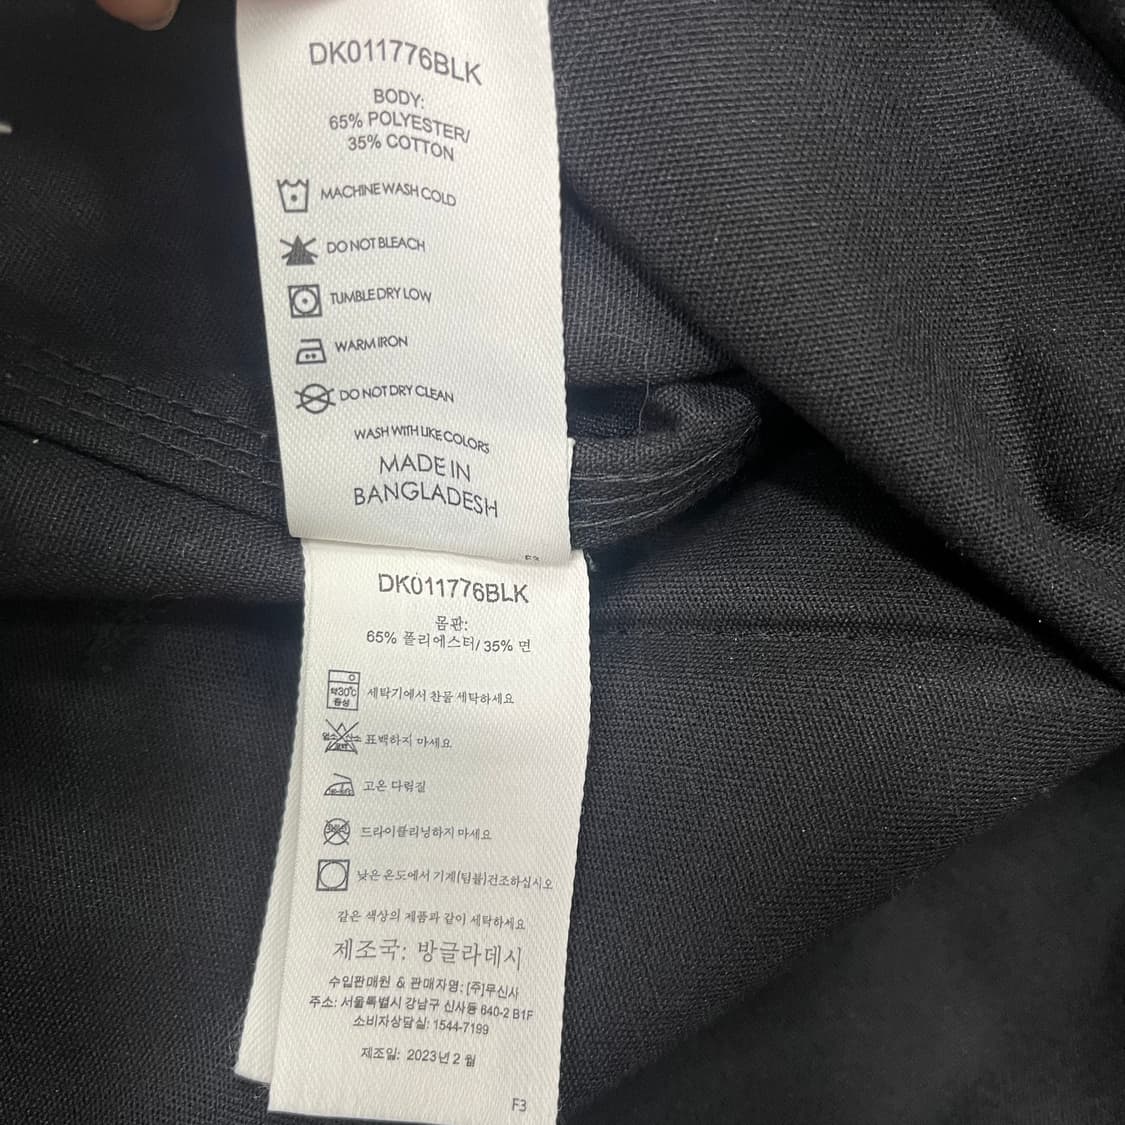 DK011776BLK
BODY:
65% POLYESTER/
35% COTTON
MACHINE WASH COLD
DO NOT BLEACH
TUMBLE DRY LOW
WARM IRON
DO NOT DRY CLEAN
WASH WITH LIKE COLORS
MADE IN
BANGLADESH
F3
DK011776BLK
몸판:
65% 폴리에스터/ 35% 면
약30℃
중성
세탁기에서 찬물 세탁하세요
표백하지 마세요
고온 다림질
드라이클리닝하지 마세요
낮은 온도에서 기계(텀블)건조하십시오
같은 색상의 제품과 같이 세탁하세요
제조국: 방글라데시
수입판매원 & 판매자명: [주]무신사
주소: 서울특별시 강남구 신사동 640-2 B1F
소비자상담실: 1544-7199
제조일: 2023년 2 월
F3